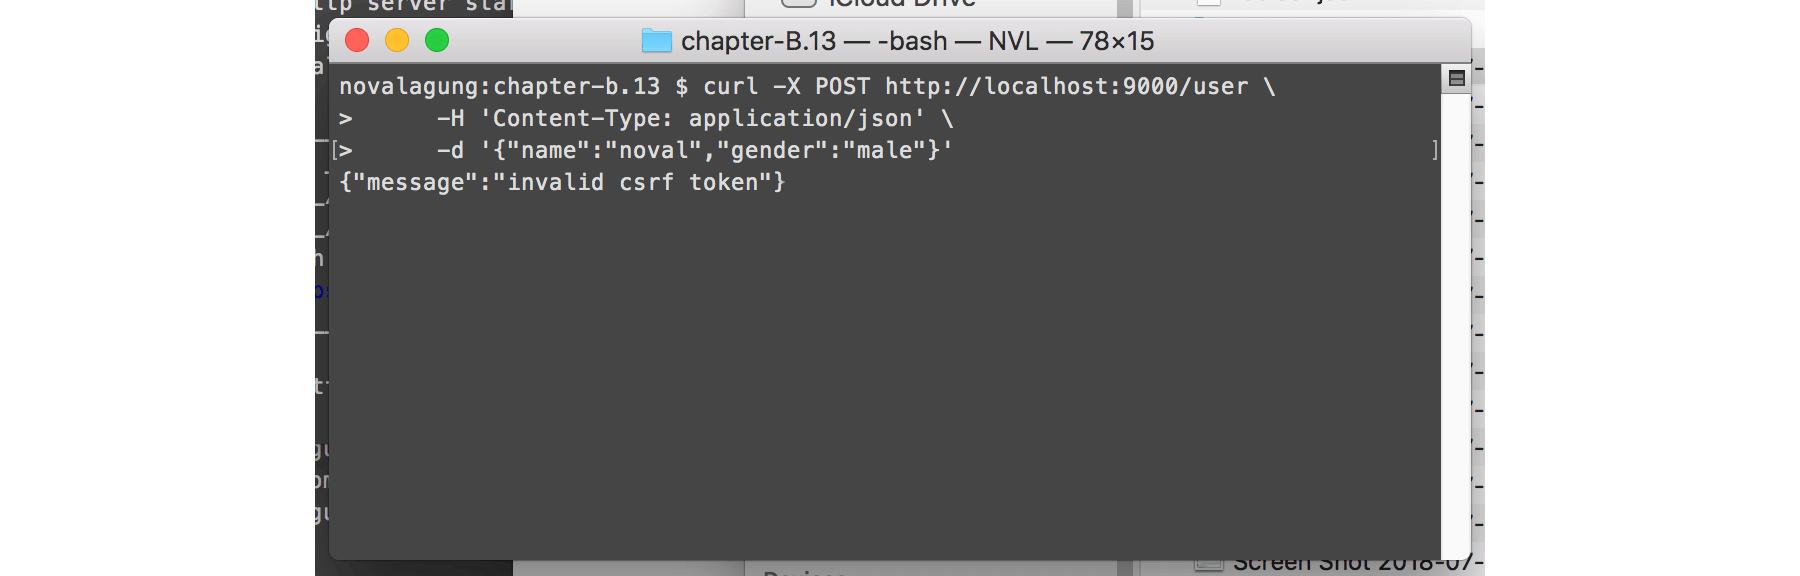 ttp server sta
iCloud Drive
chapter-B.13 — -bash — NVL — 78×15
novalagung:chapter-b.13 $ curl -X POST http://localhost:9000/user \
>      -H 'Content-Type: application/json' \
[>      -d '{"name":"noval","gender":"male"}' ]
{"message":"invalid csrf token"}
Devices
Screen Shot 2018-07-